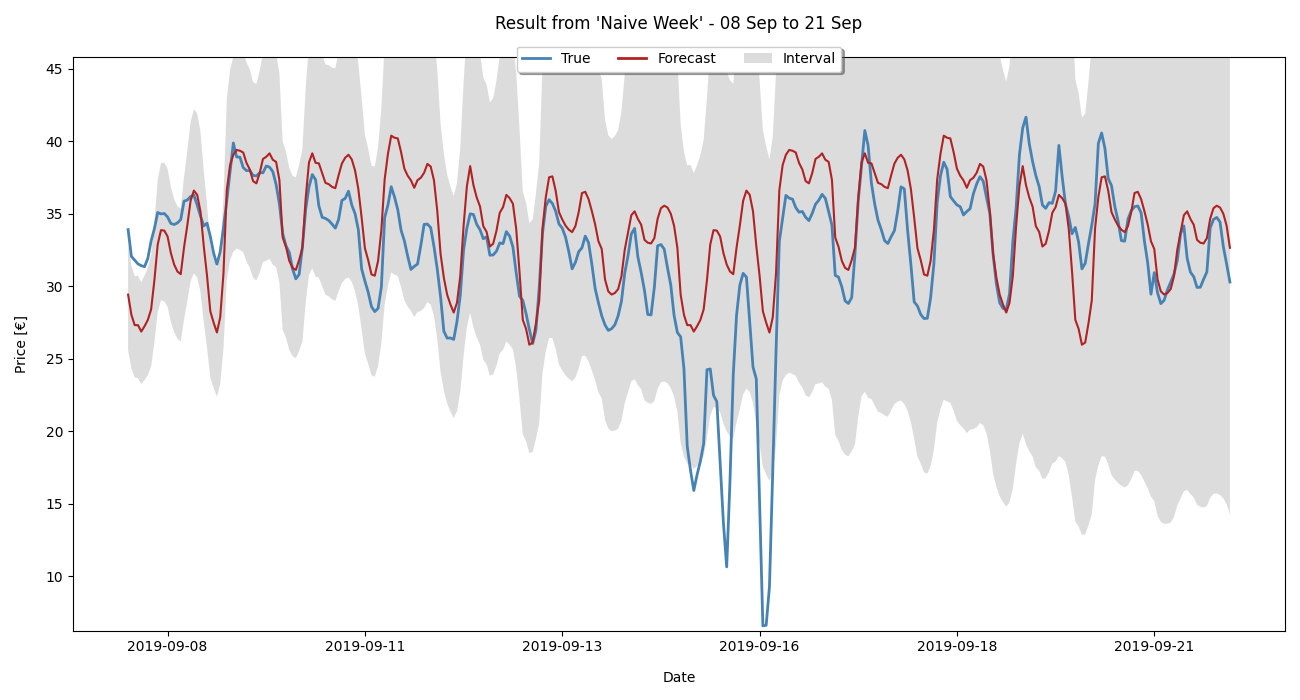 Result from 'Naive Week' - 08 Sep to 21 Sep
True Forecast Interval
45
40
35
30
25
20
15
10
Price [€]
2019-09-08 2019-09-11 2019-09-13 2019-09-16 2019-09-18 2019-09-21
Date